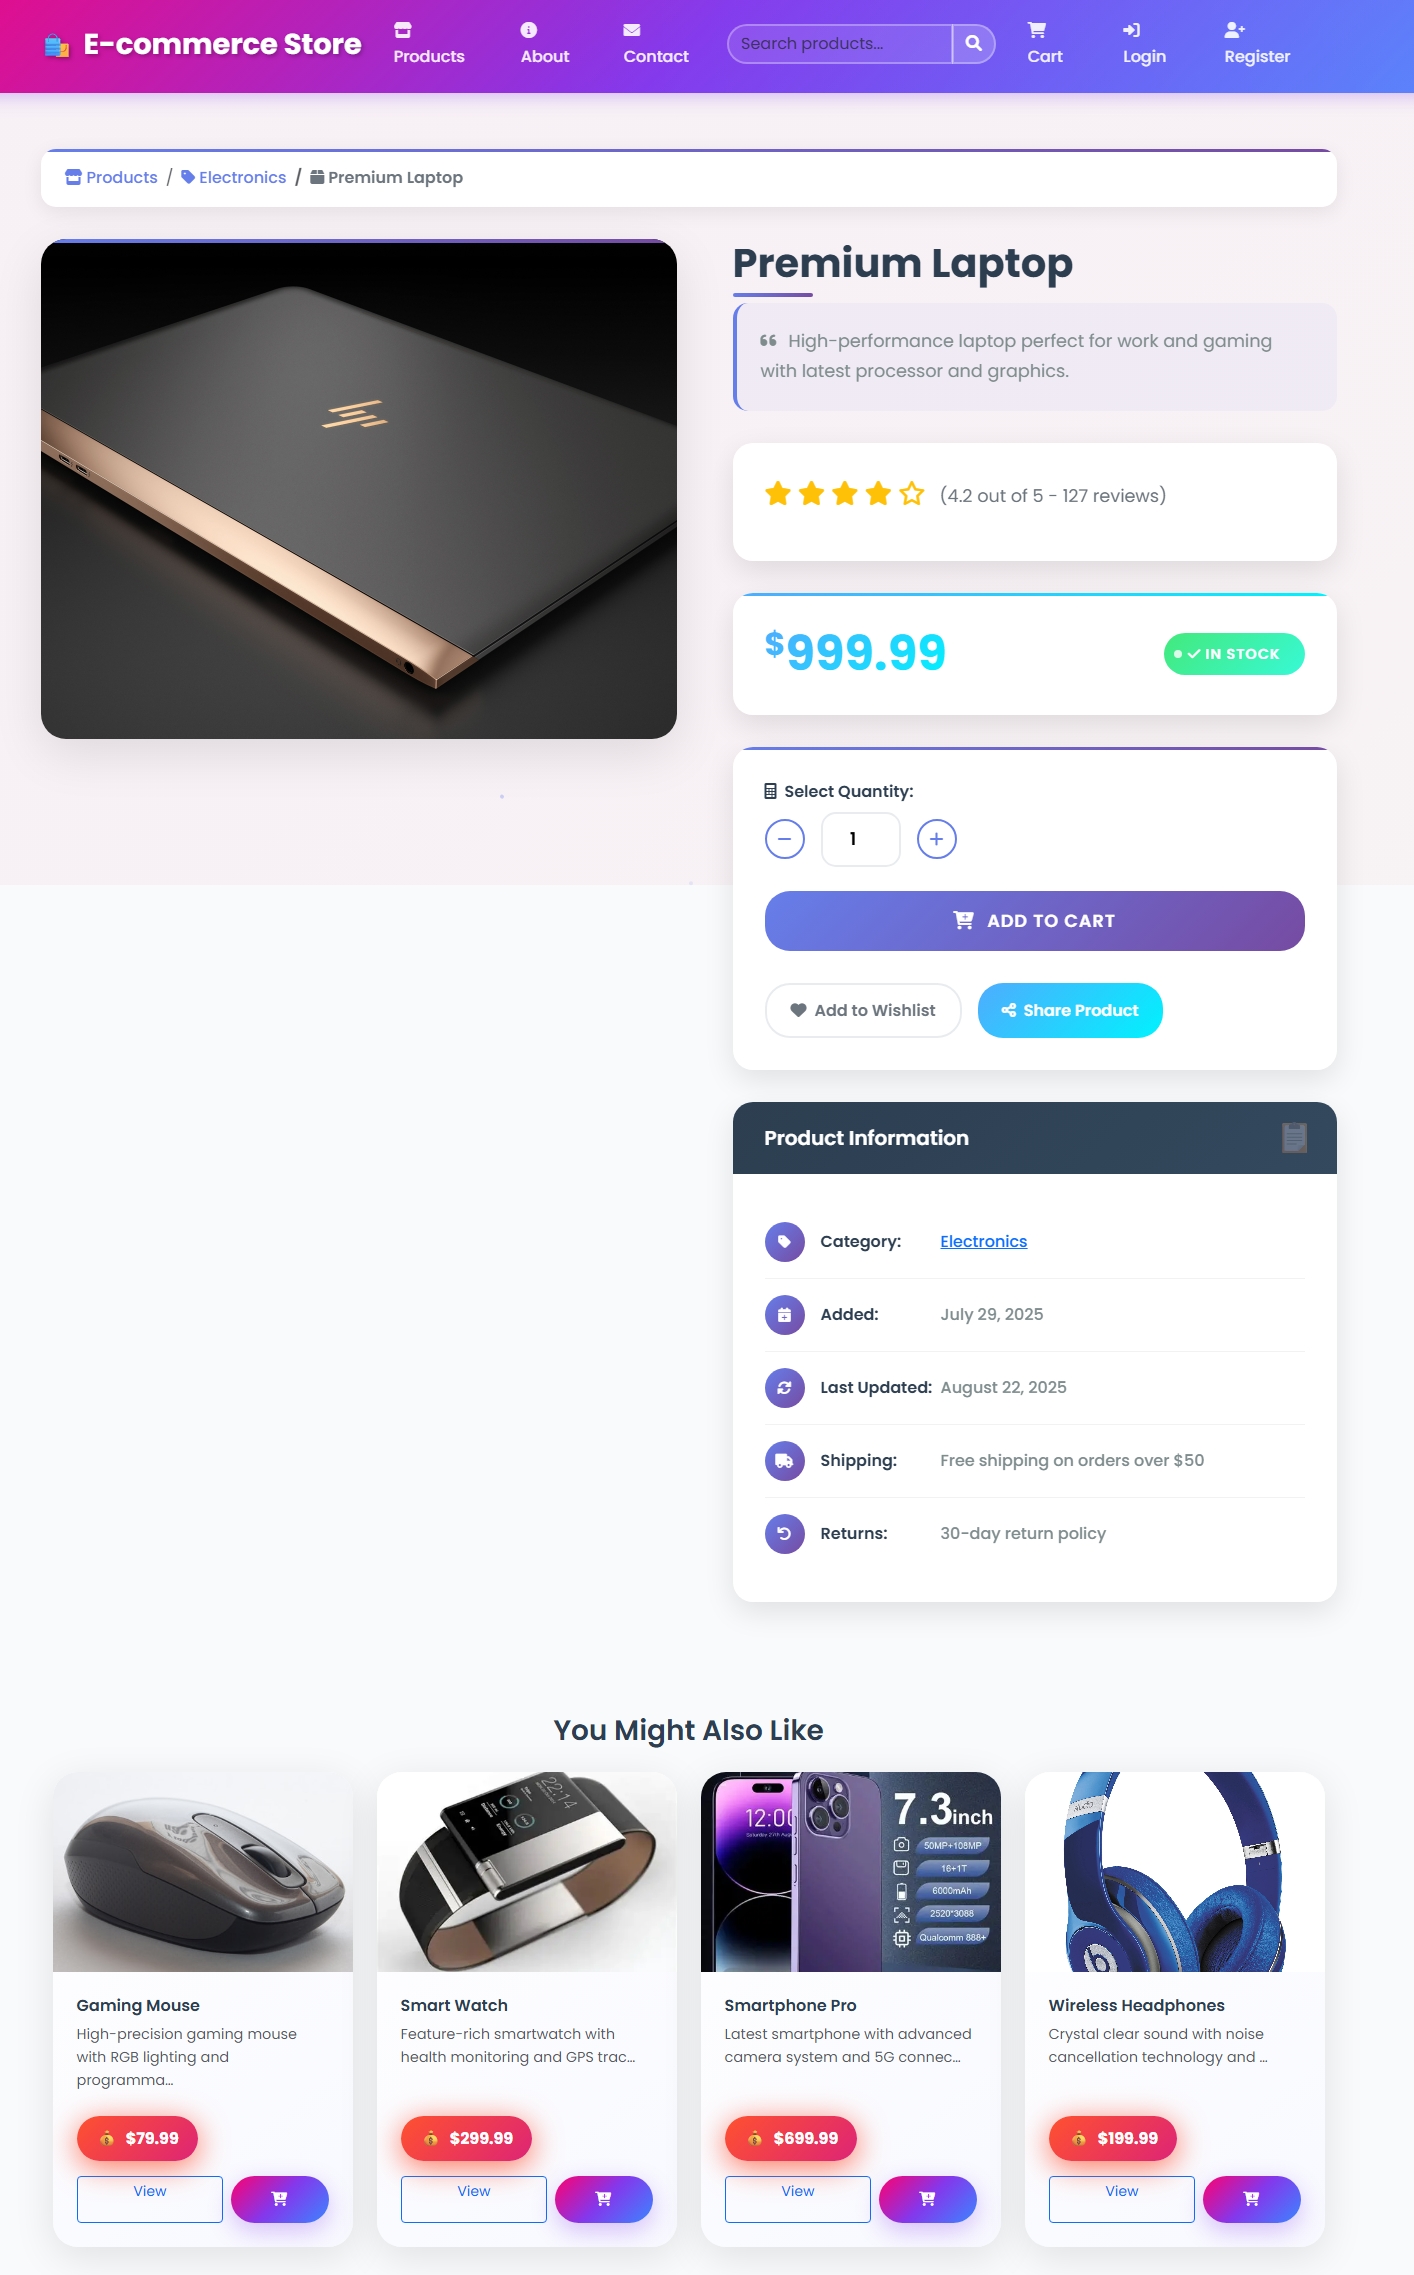 E-commerce Store
Products
About
Contact
Search products...
Cart
Login
Register
Products / Electronics / Premium Laptop
Premium Laptop
High-performance laptop perfect for work and gaming
with latest processor and graphics.
(4.2 out of 5 - 127 reviews)
$999.99
IN STOCK
Select Quantity:
1
ADD TO CART
Add to Wishlist
Share Product
Product Information
Category: Electronics
Added: July 29, 2025
Last Updated: August 22, 2025
Shipping: Free shipping on orders over $50
Returns: 30-day return policy
You Might Also Like
22:14
12:00
7.3inch
50MP+108MP
16+1T
6000mAh
2520*3088
Qualcomm 888+
Gaming Mouse
High-precision gaming mouse
with RGB lighting and
programma...
$79.99
View
Smart Watch
Feature-rich smartwatch with
health monitoring and GPS trac...
$299.99
View
Smartphone Pro
Latest smartphone with advanced
camera system and 5G connec...
$699.99
View
Wireless Headphones
Crystal clear sound with noise
cancellation technology and ...
$199.99
View